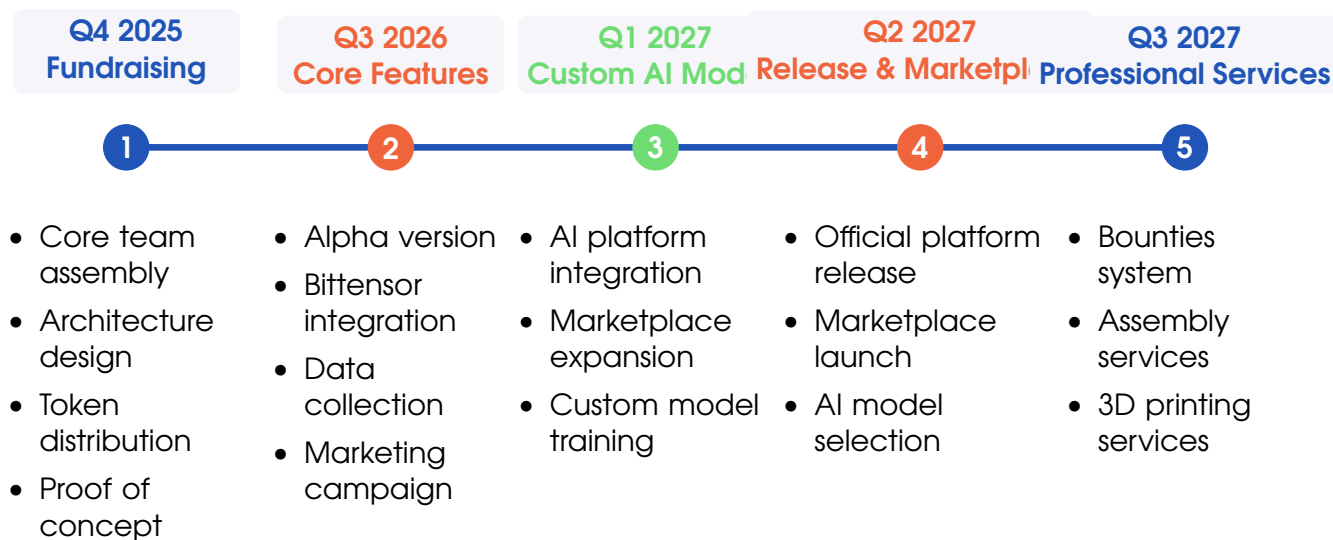 Q4 2025
Fundraising
Q3 2026
Core Features
Q1 2027
Custom AI Mod
Q2 2027
Release & Marketpl
Q3 2027
Professional Services
1
2
3
4
5
• Core team
assembly
• Architecture
design
• Token
distribution
• Proof of
concept
• Alpha version
• Bittensor
integration
• Data
collection
• Marketing
campaign
• AI platform
integration
• Marketplace
expansion
• Custom model
training
• Official platform
release
• Marketplace
launch
• AI model
selection
• Bounties
system
• Assembly
services
• 3D printing
services